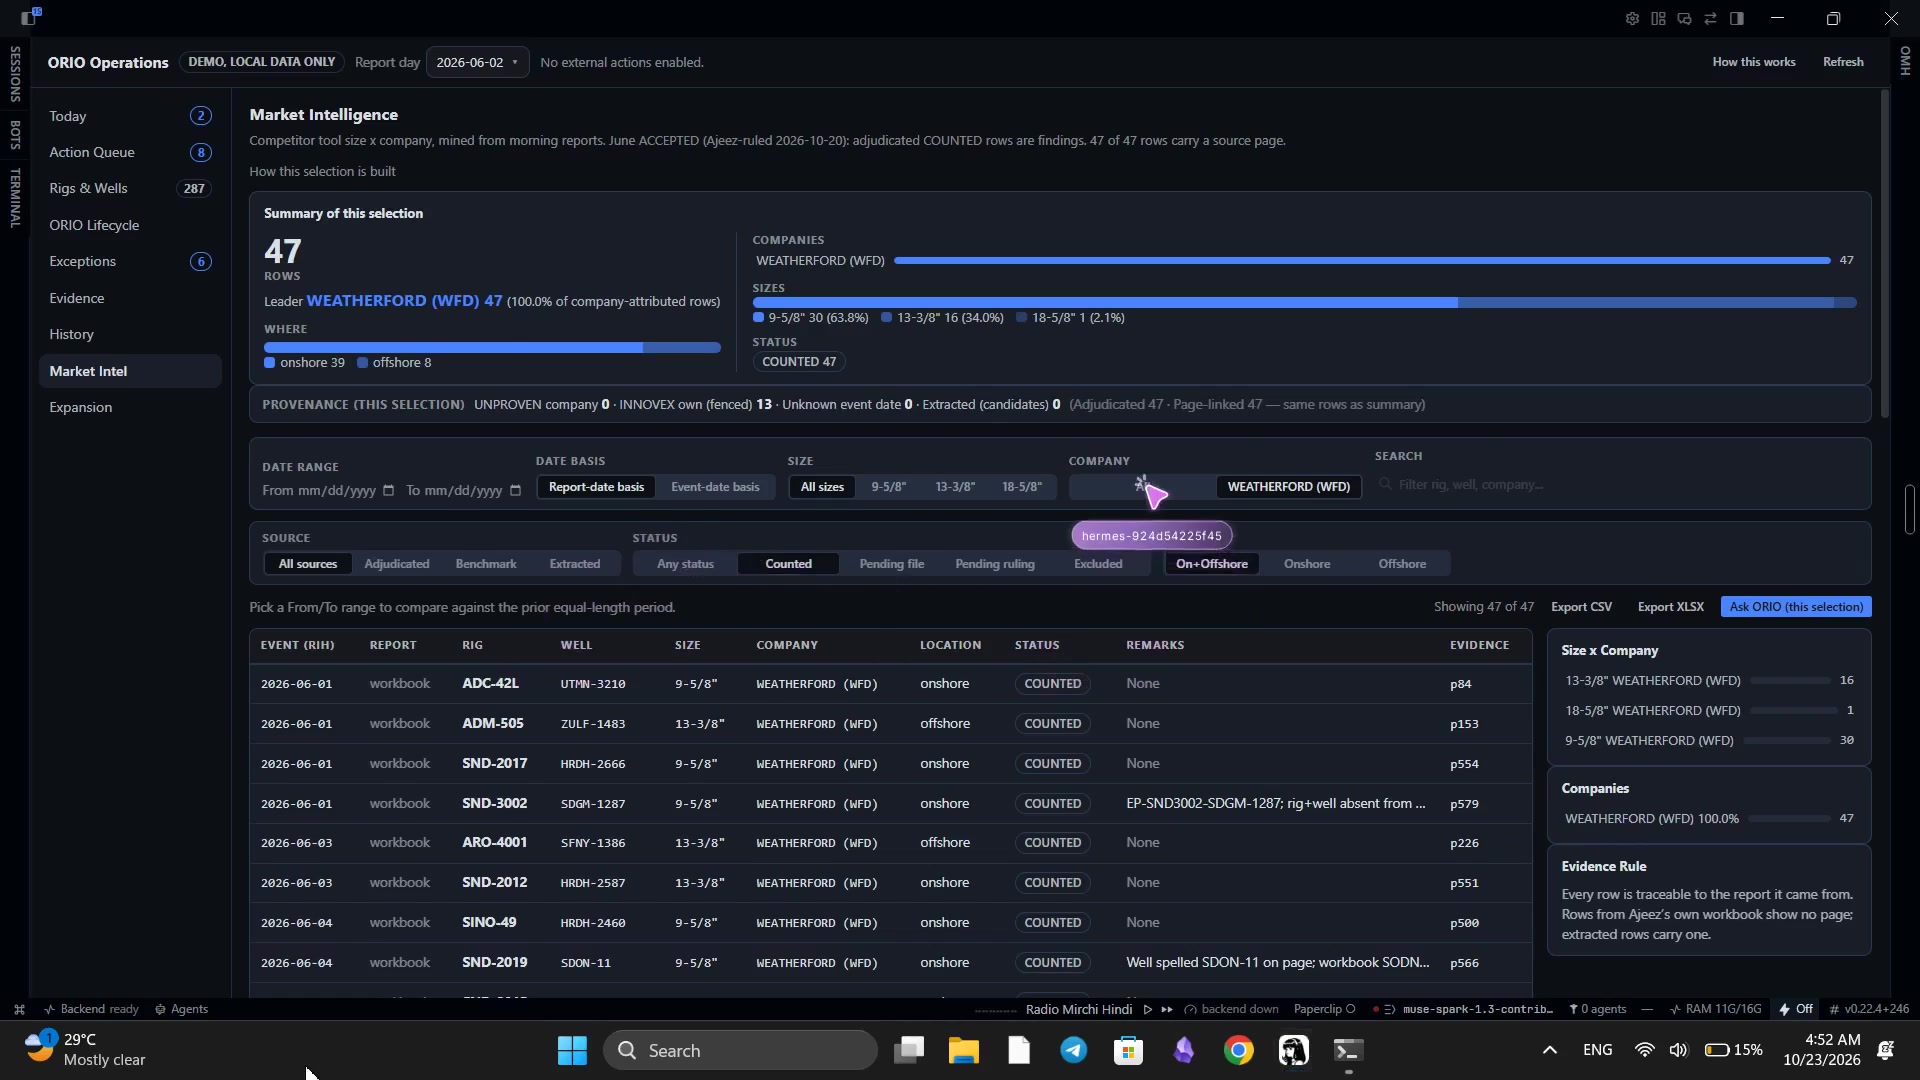 15
SESSIONS
BOTS
TERMINAL
OMH
ORIO Operations DEMO, LOCAL DATA ONLY Report day 2026-06-02 No external actions enabled. How this works Refresh
Today 2
Action Queue 8
Rigs & Wells 287
ORIO Lifecycle
Exceptions 6
Evidence
History
Market Intel
Expansion
Market Intelligence
Competitor tool size x company, mined from morning reports. June ACCEPTED (Ajeez-ruled 2026-10-20): adjudicated COUNTED rows are findings. 47 of 47 rows carry a source page.
How this selection is built
Summary of this selection
47
ROWS
Leader WEATHERFORD (WFD) 47 (100.0% of company-attributed rows)
WHERE
onshore 39 offshore 8
COMPANIES
WEATHERFORD (WFD) 47
SIZES
9-5/8" 30 (63.8%) 13-3/8" 16 (34.0%) 18-5/8" 1 (2.1%)
STATUS
COUNTED 47
PROVENANCE (THIS SELECTION) UNPROVEN company 0 · INNOVEX own (fenced) 13 · Unknown event date 0 · Extracted (candidates) 0 (Adjudicated 47 · Page-linked 47 — same rows as summary)
DATE RANGE
From mm/dd/yyyy To mm/dd/yyyy
DATE BASIS
Report-date basis Event-date basis
SIZE
All sizes 9-5/8" 13-3/8" 18-5/8"
COMPANY
WEATHERFORD (WFD)
SEARCH
Filter rig, well, company...
hermes-924d54225f45
SOURCE
All sources Adjudicated Benchmark Extracted
STATUS
Any status Counted Pending file Pending ruling Excluded On+Offshore Onshore Offshore
Pick a From/To range to compare against the prior equal-length period. Showing 47 of 47 Export CSV Export XLSX Ask ORIO (this selection)
EVENT (RIH) REPORT RIG WELL SIZE COMPANY LOCATION STATUS REMARKS EVIDENCE
2026-06-01 workbook ADC-42L UTMN-3210 9-5/8" WEATHERFORD (WFD) onshore COUNTED None p84
2026-06-01 workbook ADM-505 ZULF-1483 13-3/8" WEATHERFORD (WFD) offshore COUNTED None p153
2026-06-01 workbook SND-2017 HRDH-2666 9-5/8" WEATHERFORD (WFD) onshore COUNTED None p554
2026-06-01 workbook SND-3002 SDGM-1287 9-5/8" WEATHERFORD (WFD) onshore COUNTED EP-SND3002-SDGM-1287; rig+well absent from ... p579
2026-06-03 workbook ARO-4001 SFNY-1386 13-3/8" WEATHERFORD (WFD) offshore COUNTED None p226
2026-06-03 workbook SND-2012 HRDH-2587 13-3/8" WEATHERFORD (WFD) onshore COUNTED None p551
2026-06-04 workbook SINO-49 HRDH-2460 9-5/8" WEATHERFORD (WFD) onshore COUNTED None p500
2026-06-04 workbook SND-2019 SDON-11 9-5/8" WEATHERFORD (WFD) onshore COUNTED Well spelled SDON-11 on page; workbook SODN... p566
Size x Company
13-3/8" WEATHERFORD (WFD) 16
18-5/8" WEATHERFORD (WFD) 1
9-5/8" WEATHERFORD (WFD) 30
Companies
WEATHERFORD (WFD) 100.0% 47
Evidence Rule
Every row is traceable to the report it came from.
Rows from Ajeez's own workbook show no page;
extracted rows carry one.
Backend ready Agents Radio Mirchi Hindi backend down Paperclip muse-spark-1.3-contrib... 0 agents — RAM 11G/16G Off # v0.22.4+246
1 29°C
Mostly clear
Search
ENG 15%
4:52 AM
10/23/2026